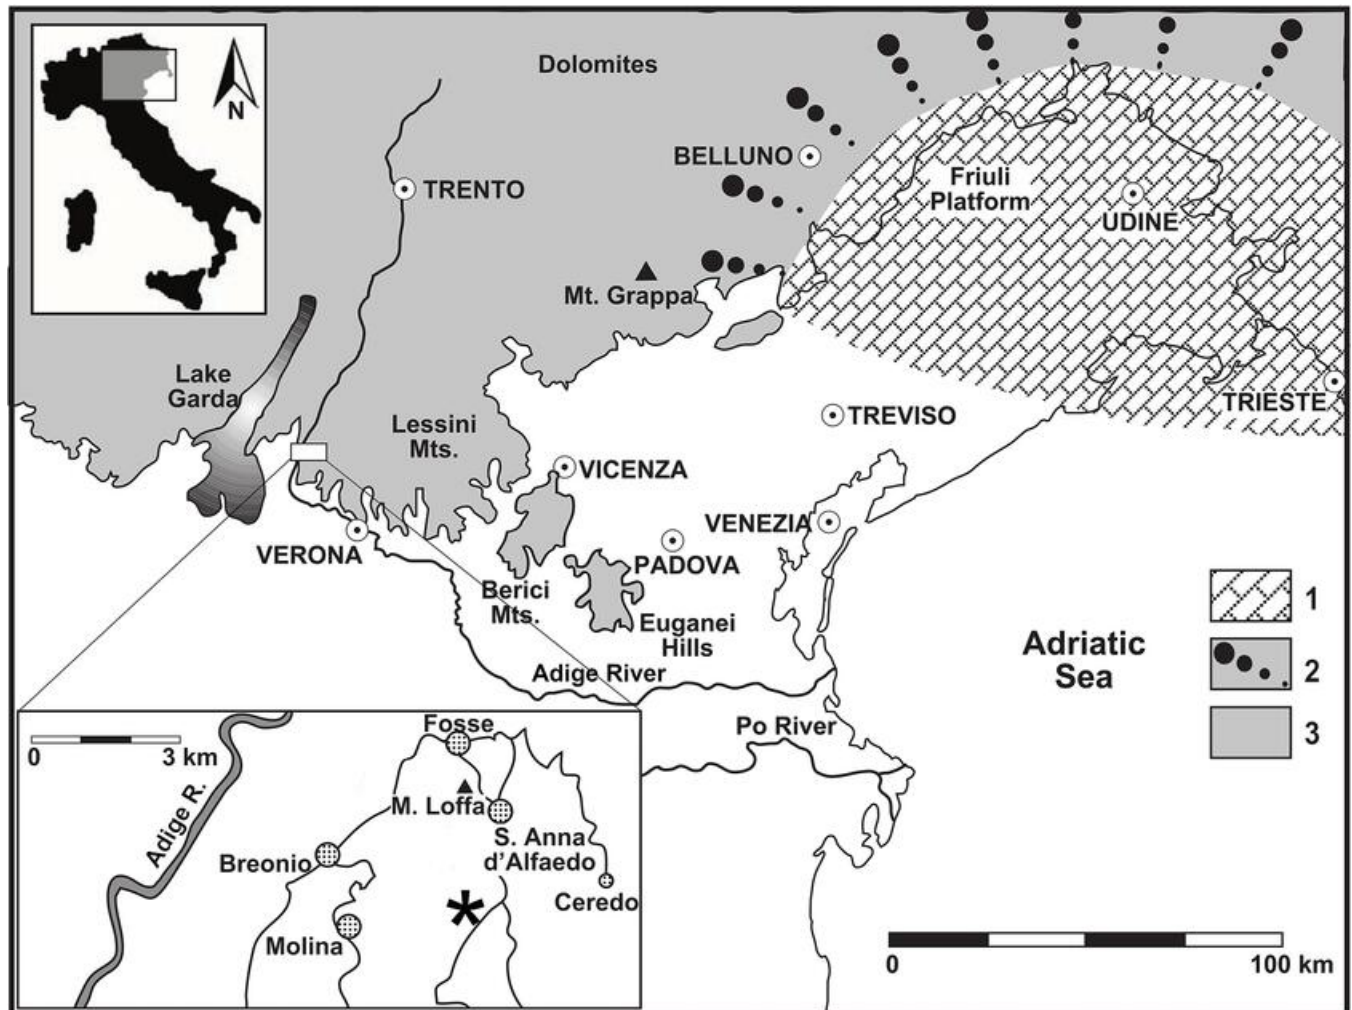 N
Dolomites
BELLUNO
TRENTO
Friuli
Platform
UDINE
Mt. Grappa
Lake
Garda
Lessini
Mts.
TREVISO
TRIESTE
VICENZA
VENEZIA
VERONA
PADOVA
Berici
Mts.
Euganei
Hills
Adriatic
Sea
Adige River
Po River
1
2
3
0
100 km
0
3 km
Adige R.
Fosse
M. Loffa
S. Anna
d'Alfaedo
Breonio
Ceredo
*
Molina